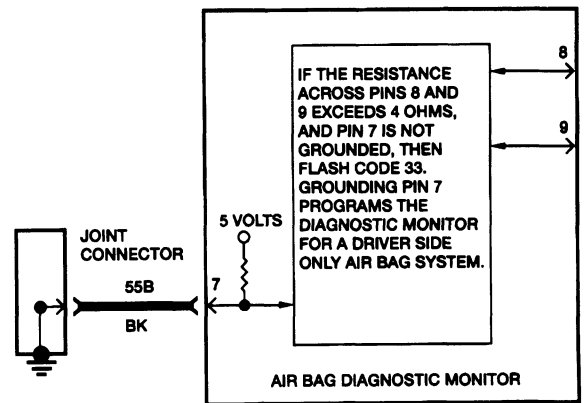 8
IF THE RESISTANCE
ACROSS PINS 8 AND
9 EXCEEDS 4 OHMS,
AND PIN 7 IS NOT
GROUNDED, THEN
FLASH CODE 33.
GROUNDING PIN 7
PROGRAMS THE
DIAGNOSTIC MONITOR
FOR A DRIVER SIDE
ONLY AIR BAG SYSTEM.
9
5 VOLTS
JOINT
CONNECTOR
55B
BK
7
AIR BAG DIAGNOSTIC MONITOR